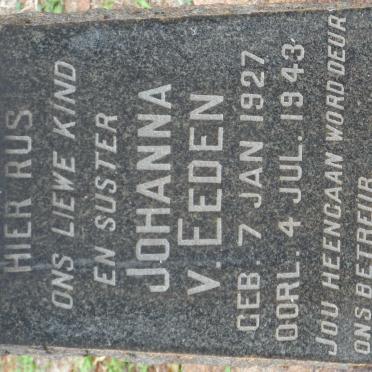 HIER RUS
ONS LIEWE KIND
EN SUSTER
JOHANNA
V. EEDEN
GEB. 7 JAN 1927
OORL. 4 JUL. 1943
JOU HEENGAAN WORD DEUR
ONS BETREUR